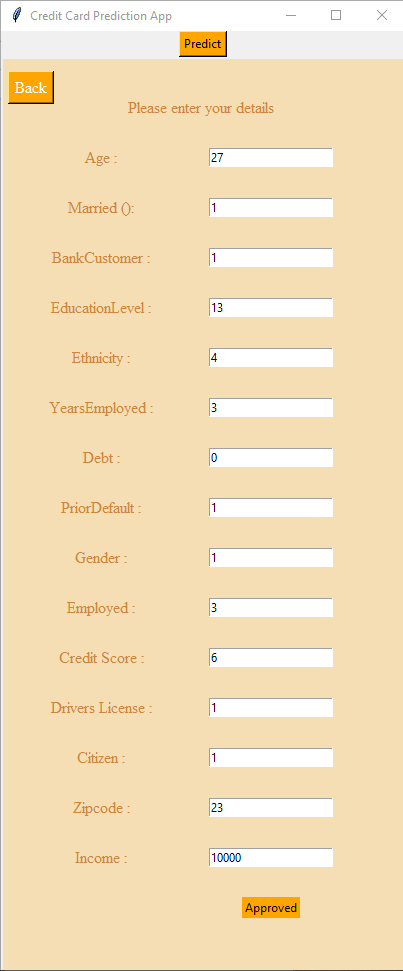 Credit Card Prediction App
Predict
Back
Please enter your details
Age : 27
Married (): 1
BankCustomer : 1
EducationLevel : 13
Ethnicity : 4
YearsEmployed : 3
Debt : 0
PriorDefault : 1
Gender : 1
Employed : 3
Credit Score : 6
Drivers License : 1
Citizen : 1
Zipcode : 23
Income : 10000
Approved